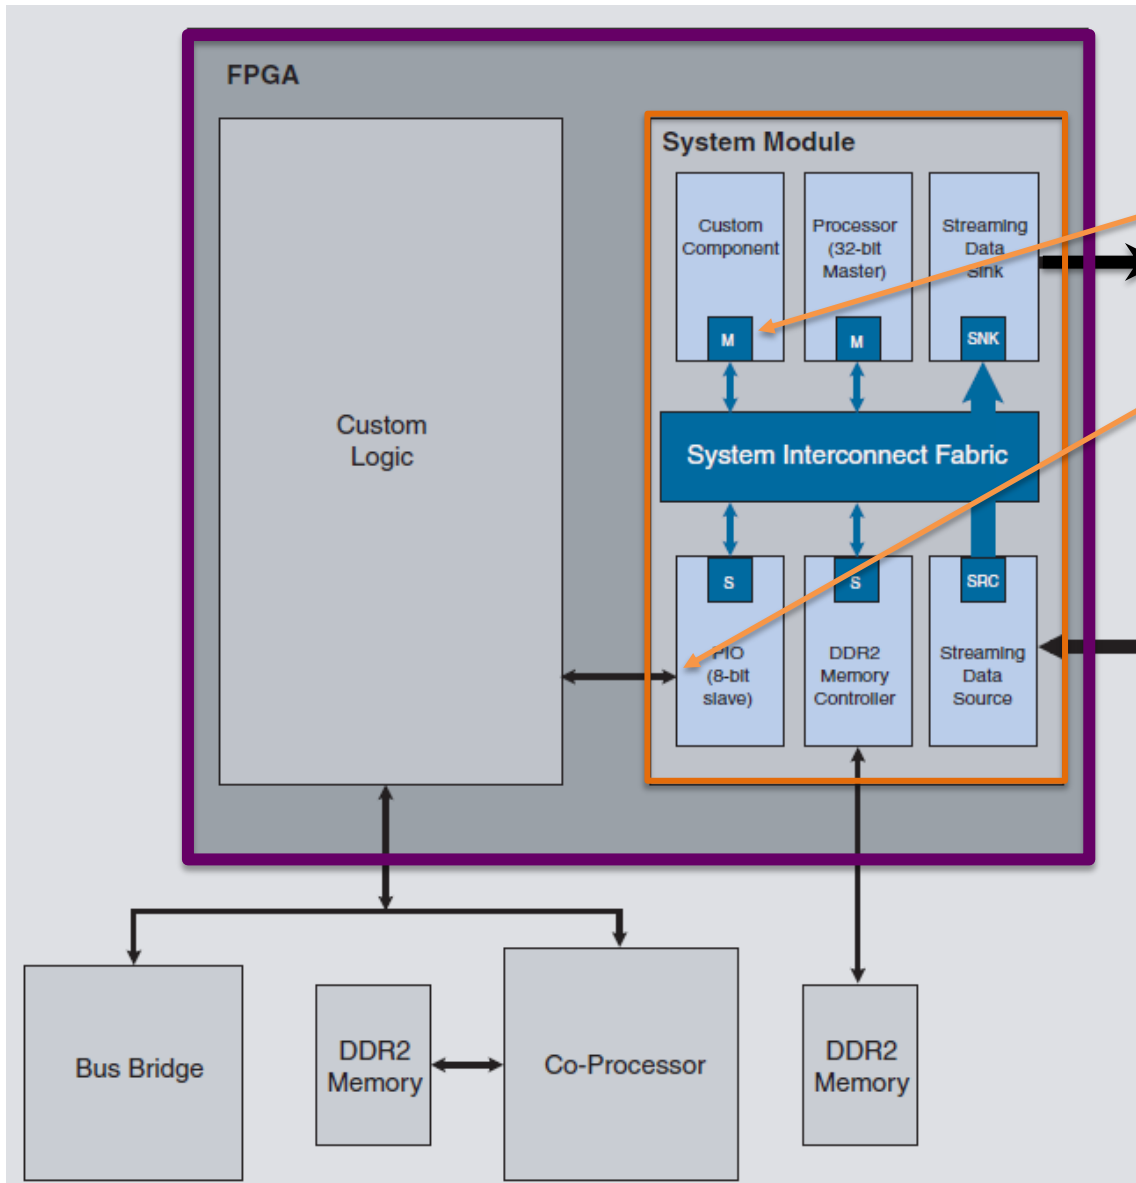 FPGA
System Module
Custom
Component
M
Processor
(32-bit
Master)
M
Streaming
Data
Sink
SNK
Custom
Logic
System Interconnect Fabric
S
PIO
(8-bit
slave)
S
DDR2
Memory
Controller
SRC
Streaming
Data
Source
Bus Bridge
DDR2
Memory
Co-Processor
DDR2
Memory